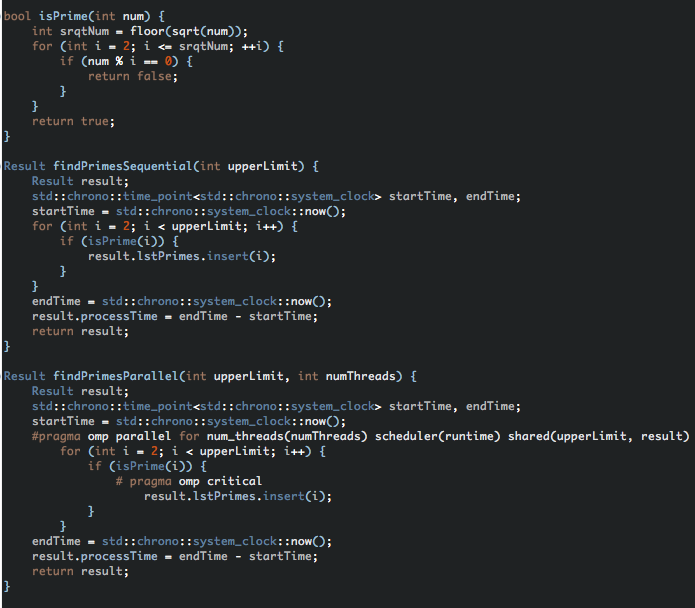 bool isPrime(int num) {
    int srqtNum = floor(sqrt(num));
    for (int i = 2; i <= srqtNum; ++i) {
        if (num % i == 0) {
            return false;
        }
    }
    return true;
}

Result findPrimesSequential(int upperLimit) {
    Result result;
    std::chrono::time_point<std::chrono::system_clock> startTime, endTime;
    startTime = std::chrono::system_clock::now();
    for (int i = 2; i < upperLimit; i++) {
        if (isPrime(i)) {
            result.lstPrimes.insert(i);
        }
    }
    endTime = std::chrono::system_clock::now();
    result.processTime = endTime - startTime;
    return result;
}

Result findPrimesParallel(int upperLimit, int numThreads) {
    Result result;
    std::chrono::time_point<std::chrono::system_clock> startTime, endTime;
    startTime = std::chrono::system_clock::now();
    #pragma omp parallel for num_threads(numThreads) scheduler(runtime) shared(upperLimit, result)
        for (int i = 2; i < upperLimit; i++) {
            if (isPrime(i)) {
                # pragma omp critical
                    result.lstPrimes.insert(i);
            }
        }
    endTime = std::chrono::system_clock::now();
    result.processTime = endTime - startTime;
    return result;
}